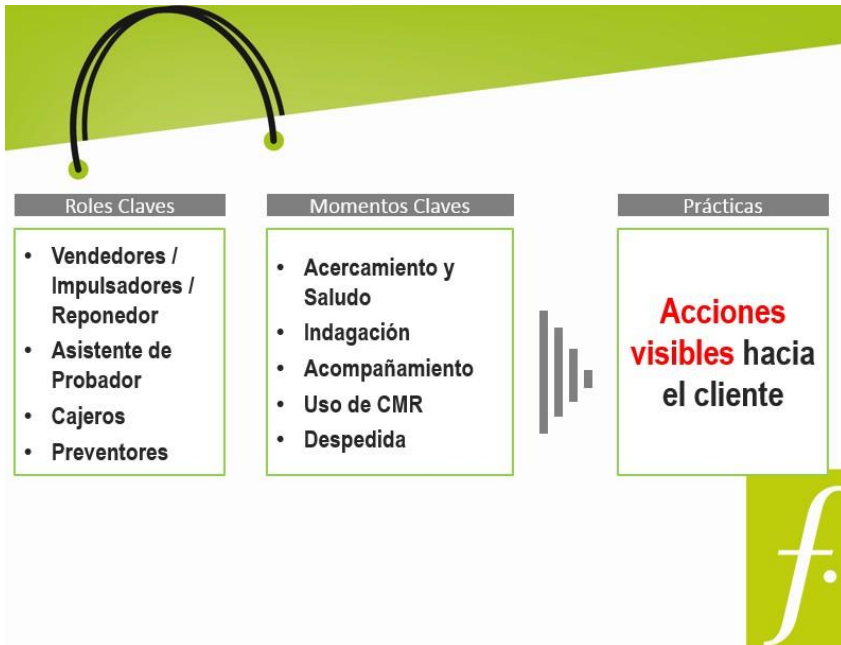 Roles Claves
• Vendedores /
Impulsadores /
Reponedor
• Asistente de
Probador
• Cajeros
• Preventores
Momentos Claves
• Acercamiento y
Saludo
• Indagación
• Acompañamiento
• Uso de CMR
• Despedida
Prácticas
Acciones
visibles hacia
el cliente
f.